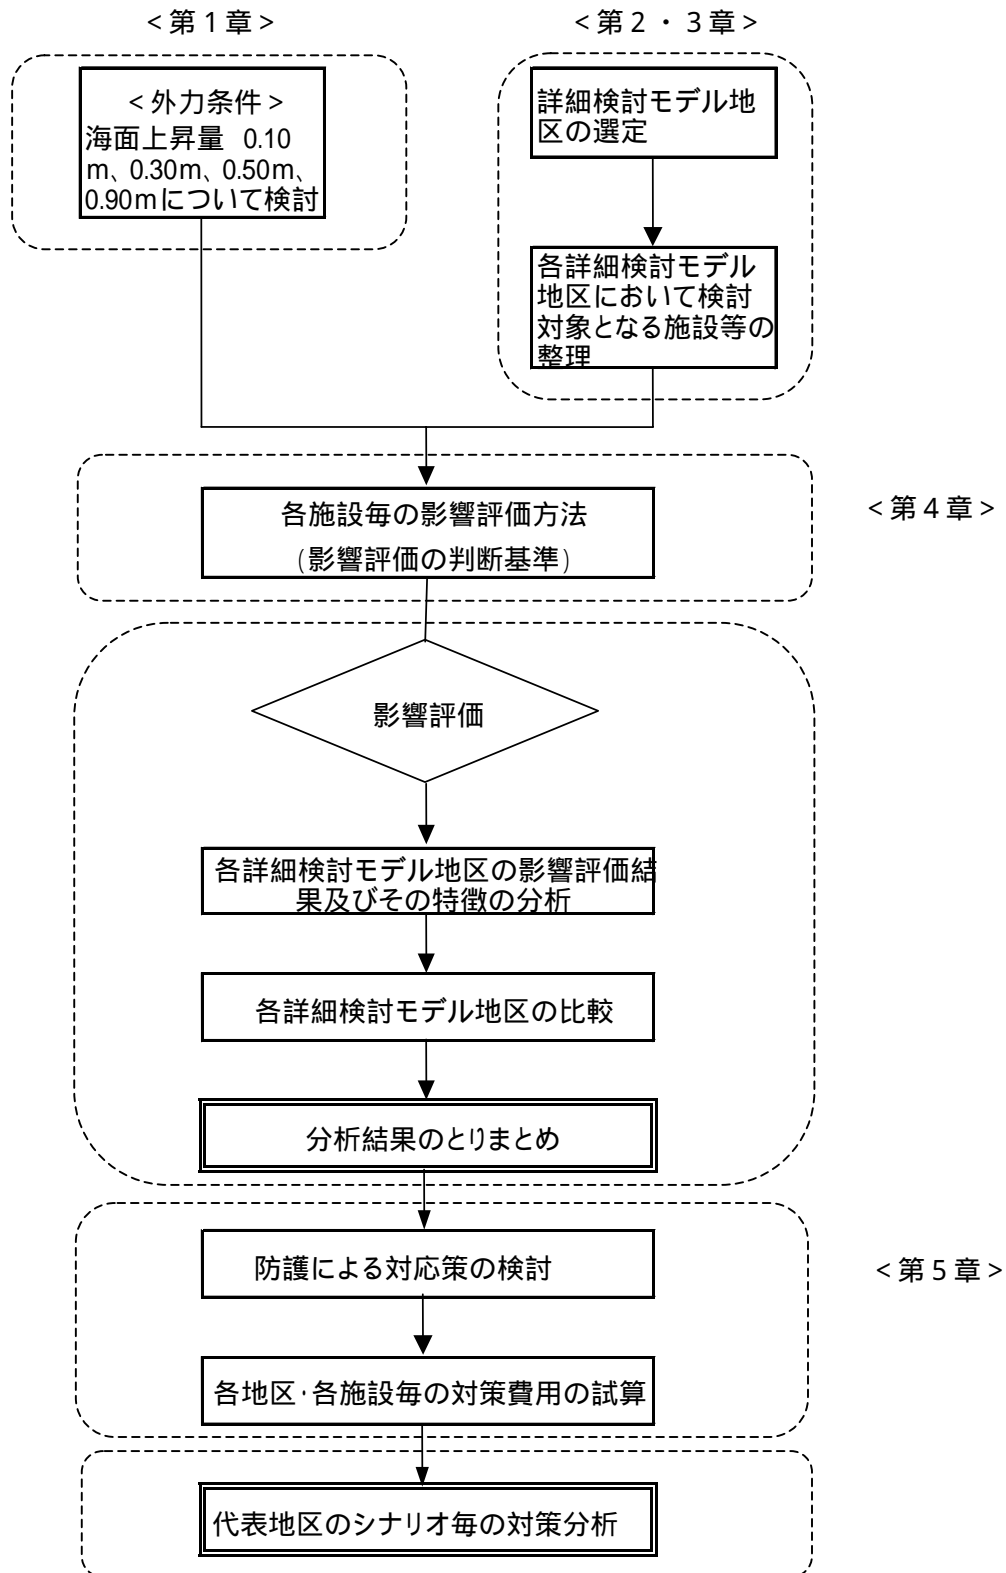 <第1章>
<外力条件>
海面上昇量 0.10
m、0.30m、0.50m、
0.90mについて検討
<第2・3章>
詳細検討モデル地
区の選定
各詳細検討モデル
地区において検討
対象となる施設等の
整理
<第4章>
各施設毎の影響評価方法
(影響評価の判断基準)
影響評価
各詳細検討モデル地区の影響評価結
果及びその特徴の分析
各詳細検討モデル地区の比較
分析結果のとりまとめ
<第5章>
防護による対応策の検討
各地区・各施設毎の対策費用の試算
代表地区のシナリオ毎の対策分析